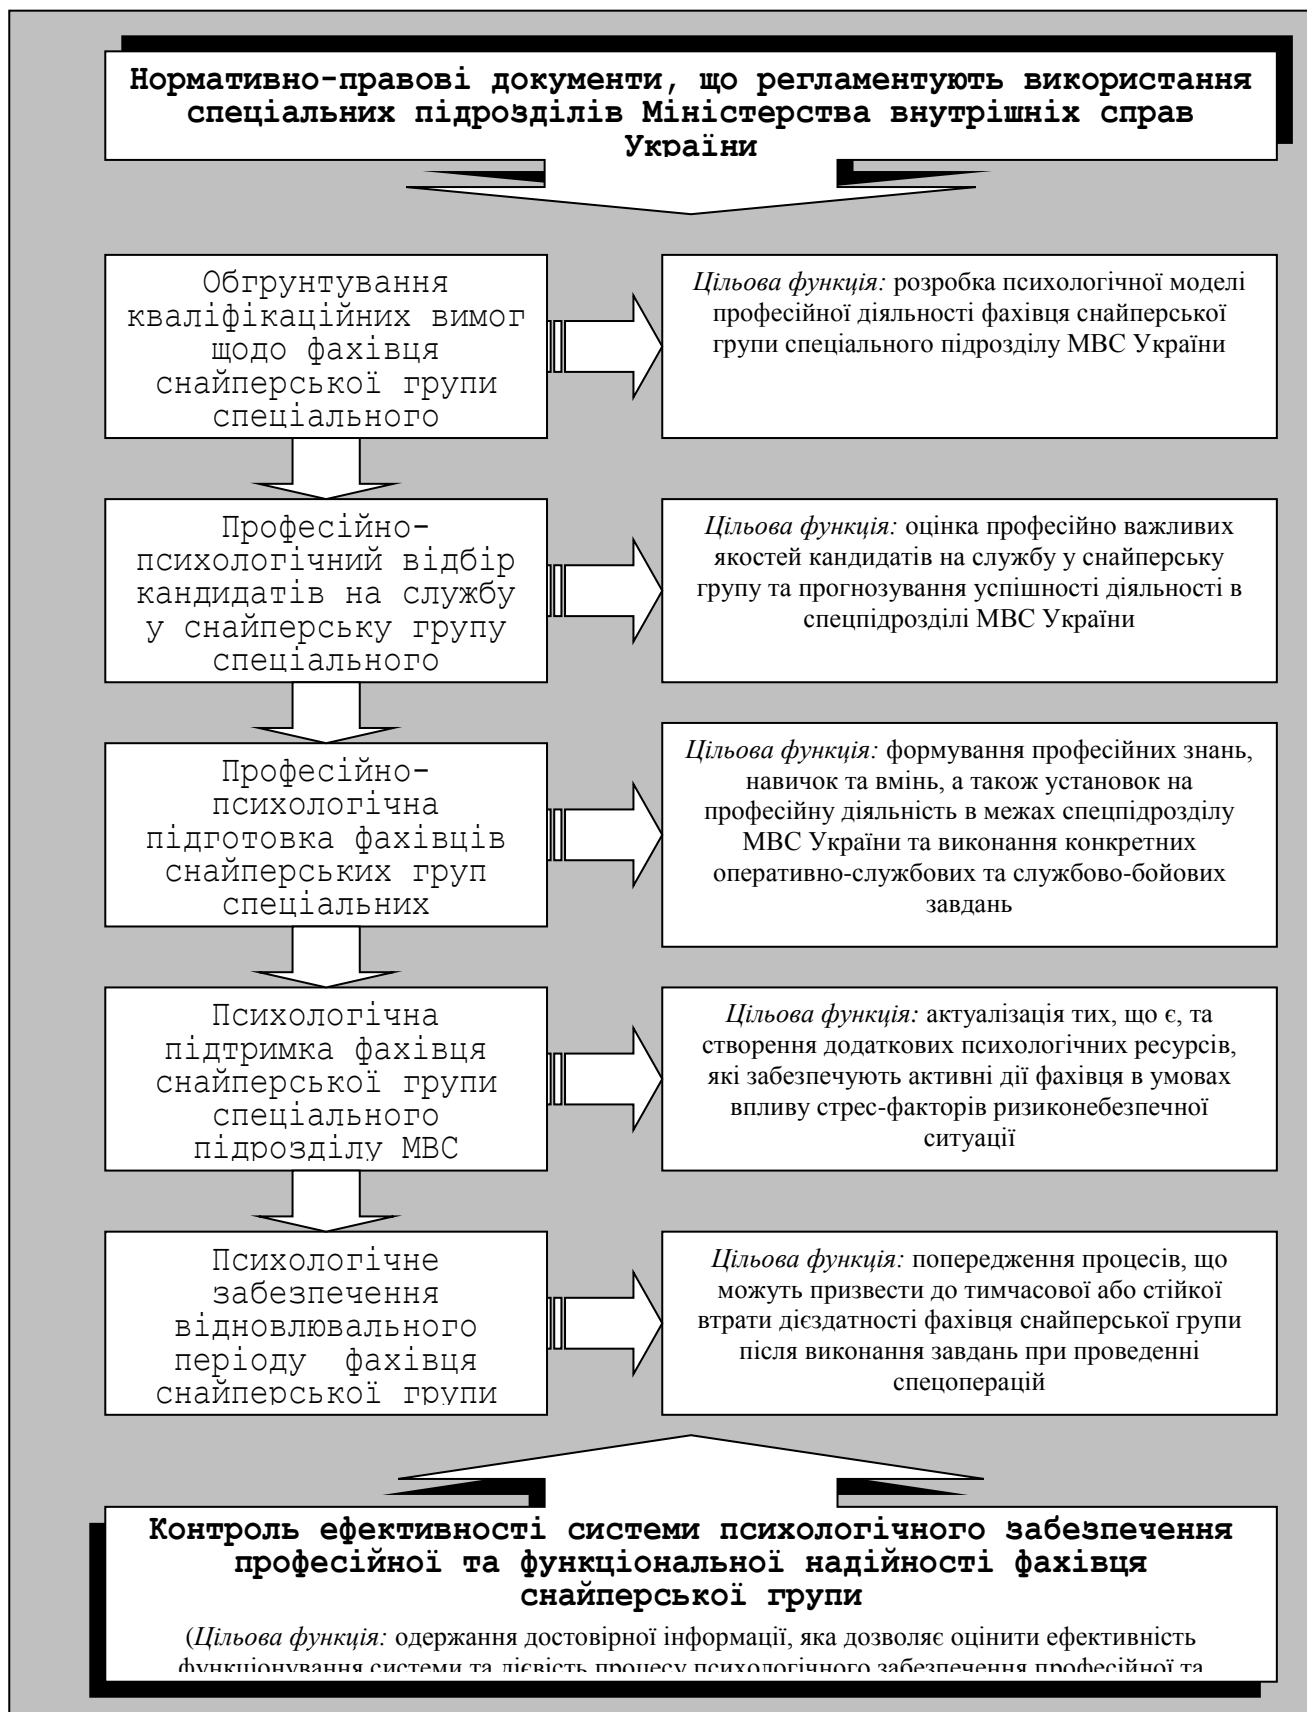 Нормативно-правові документи, що регламентують використання
спеціальних підрозділів Міністерства внутрішніх справ
України
Обгрунтування
кваліфікаційних вимог
щодо фахівця
снайперської групи
спеціального
Цільова функція: розробка психологічної моделі
професійної діяльності фахівця снайперської
групи спеціального підрозділу МВС України
Професійно-
психологічний відбір
кандидатів на службу
у снайперську групу
спеціального
Цільова функція: оцінка професійно важливих
якостей кандидатів на службу у снайперську
групу та прогнозування успішності діяльності в
спецпідрозділі МВС України
Професійно-
психологічна
підготовка фахівців
снайперських груп
спеціальних
Цільова функція: формування професійних знань,
навичок та вмінь, а також установок на
професійну діяльність в межах спецпідрозділу
МВС України та виконання конкретних
оперативно-службових та службово-бойових
завдань
Психологічна
підтримка фахівця
снайперської групи
спеціального
підрозділу МВС
Цільова функція: актуалізація тих, що є, та
створення додаткових психологічних ресурсів,
які забезпечують активні дії фахівця в умовах
впливу стрес-факторів ризиконебезпечної
ситуації
Психологічне
забезпечення
відновлювального
періоду фахівця
снайперської групи
Цільова функція: попередження процесів, що
можуть призвести до тимчасової або стійкої
втрати дієздатності фахівця снайперської групи
після виконання завдань при проведенні
спецоперацій
Контроль ефективності системи психологічного забезпечення
професійної та функціональної надійності фахівця
снайперської групи
(Цільова функція: одержання достовірної інформації, яка дозволяє оцінити ефективність
функціонування системи та дієвість процесу психологічного забезпечення професійної та